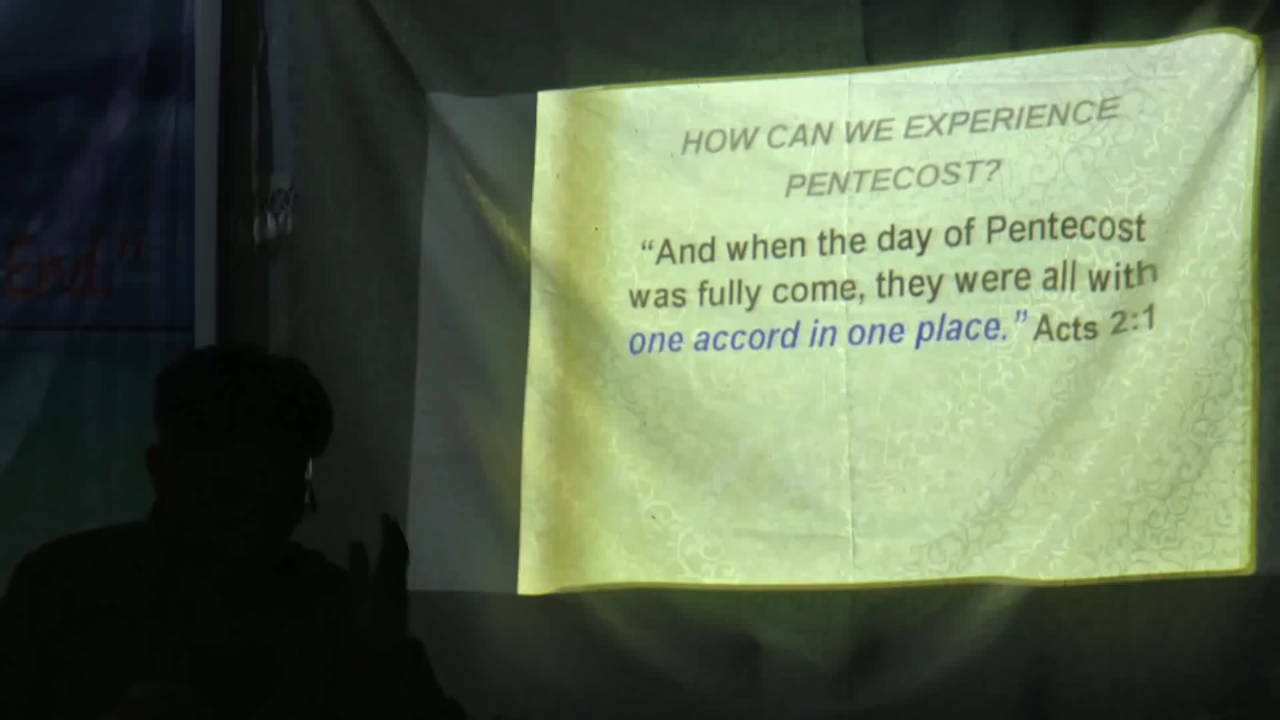 End"
HOW CAN WE EXPERIENCE
PENTECOST?
“And when the day of Pentecost
was fully come, they were all with
one accord in one place.” Acts 2:1